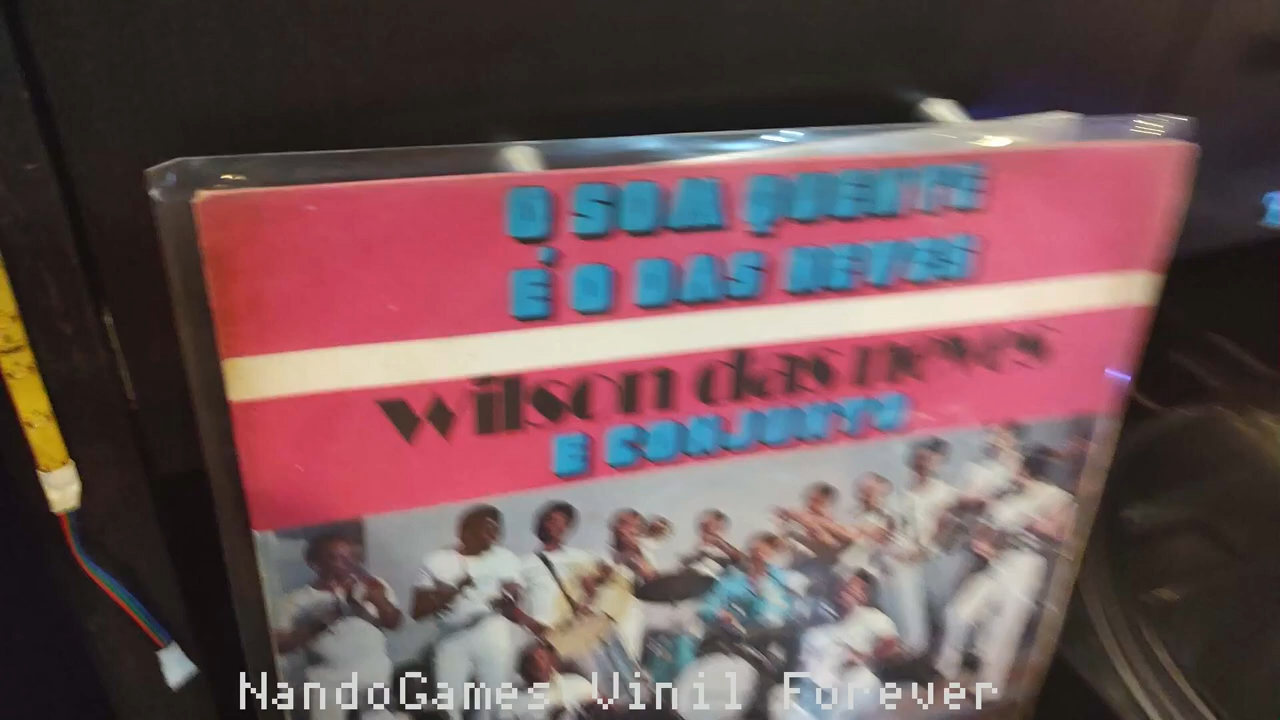 O SOM QUENTE
É O DAS NEVES
wilson das neves
E CONJUNTO
NandoGames Vinil Forever